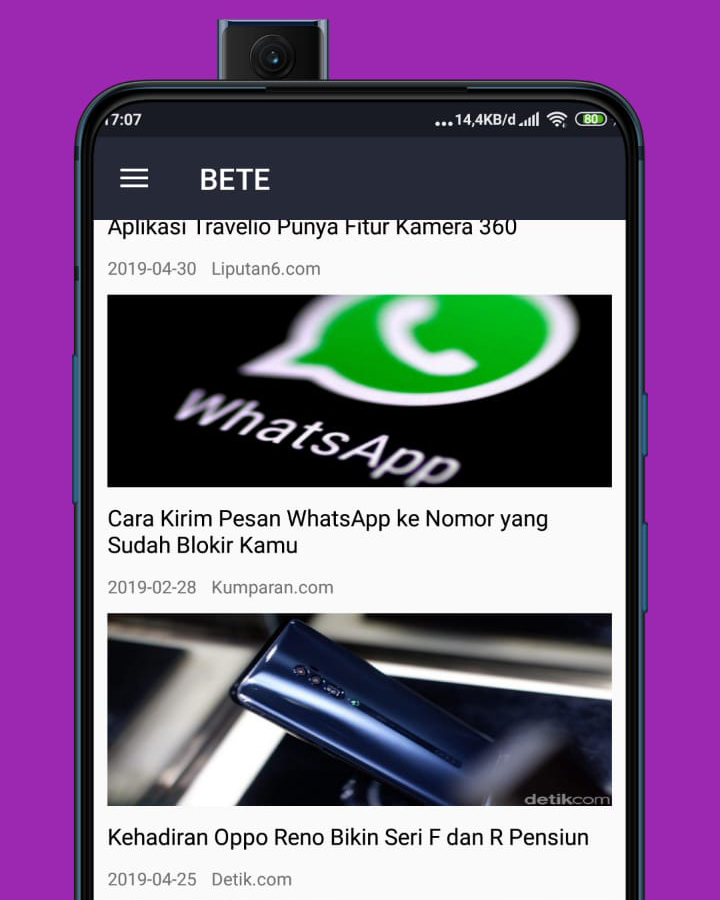 17:07
...14,4KB/d
80
BETE
Aplikasi Travelio Punya Fitur Kamera 360
2019-04-30 Liputan6.com
WhatsApp
Cara Kirim Pesan WhatsApp ke Nomor yang
Sudah Blokir Kamu
2019-02-28 Kumparan.com
detikcom
Kehadiran Oppo Reno Bikin Seri F dan R Pensiun
2019-04-25 Detik.com